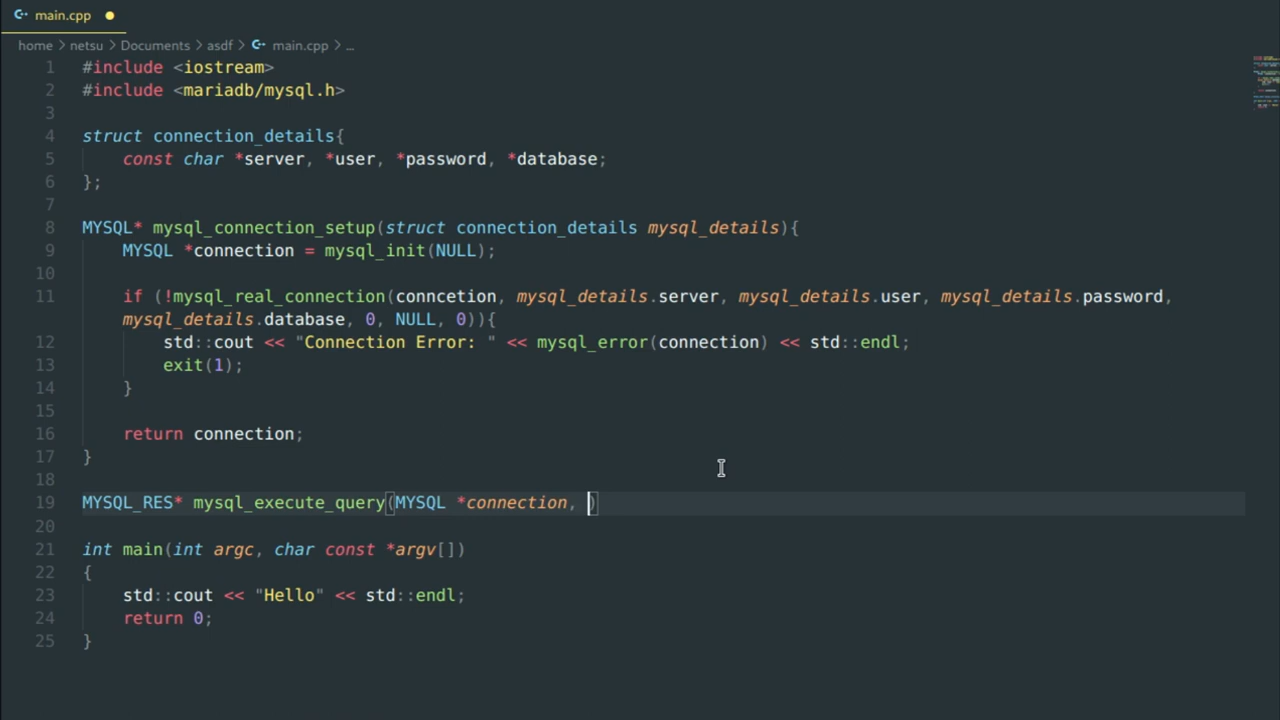 main.cpp
home > netsu > Documents > asdf > main.cpp > ...
1 #include <iostream>
2 #include <mariadb/mysql.h>
3
4 struct connection_details{
5 const char *server, *user, *password, *database;
6 };
7
8 MYSQL* mysql_connection_setup(struct connection_details mysql_details){
9 MYSQL *connection = mysql_init(NULL);
10
11 if (!mysql_real_connection(conncetion, mysql_details.server, mysql_details.user, mysql_details.password,
mysql_details.database, 0, NULL, 0)){
12 std::cout << "Connection Error: " << mysql_error(connection) << std::endl;
13 exit(1);
14 }
15
16 return connection;
17 }
18
19 MYSQL_RES* mysql_execute_query(MYSQL *connection, )
20
21 int main(int argc, char const *argv[])
22 {
23 std::cout << "Hello" << std::endl;
24 return 0;
25 }